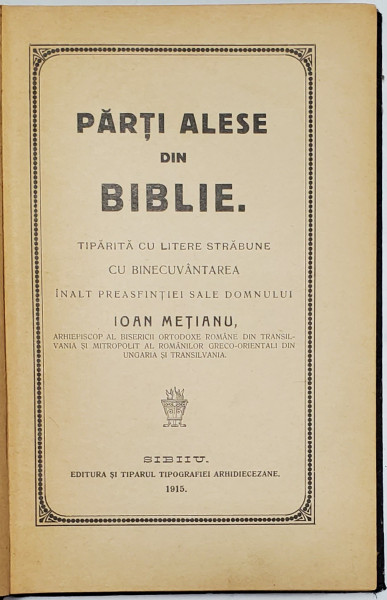 PĂRȚI ALESE
DIN
BIBLIE.
TIPĂRITĂ CU LITERE STRĂBUNE
CU BINECUVÂNTAREA
ÎNALT PREASFINȚIEI SALE DOMNULUI
IOAN MEȚIANU,
ARHIEPISCOP AL BISERICII ORTODOXE ROMÂNE DIN TRANSIL-
VANIA ȘI MITROPOLIT AL ROMÂNILOR GRECO-ORIENTALI DIN
UNGARIA ȘI TRANSILVANIA.
SIBIIU.
EDITURA ȘI TIPARUL TIPOGRAFIEI ARHIDIECEZANE.
1915.